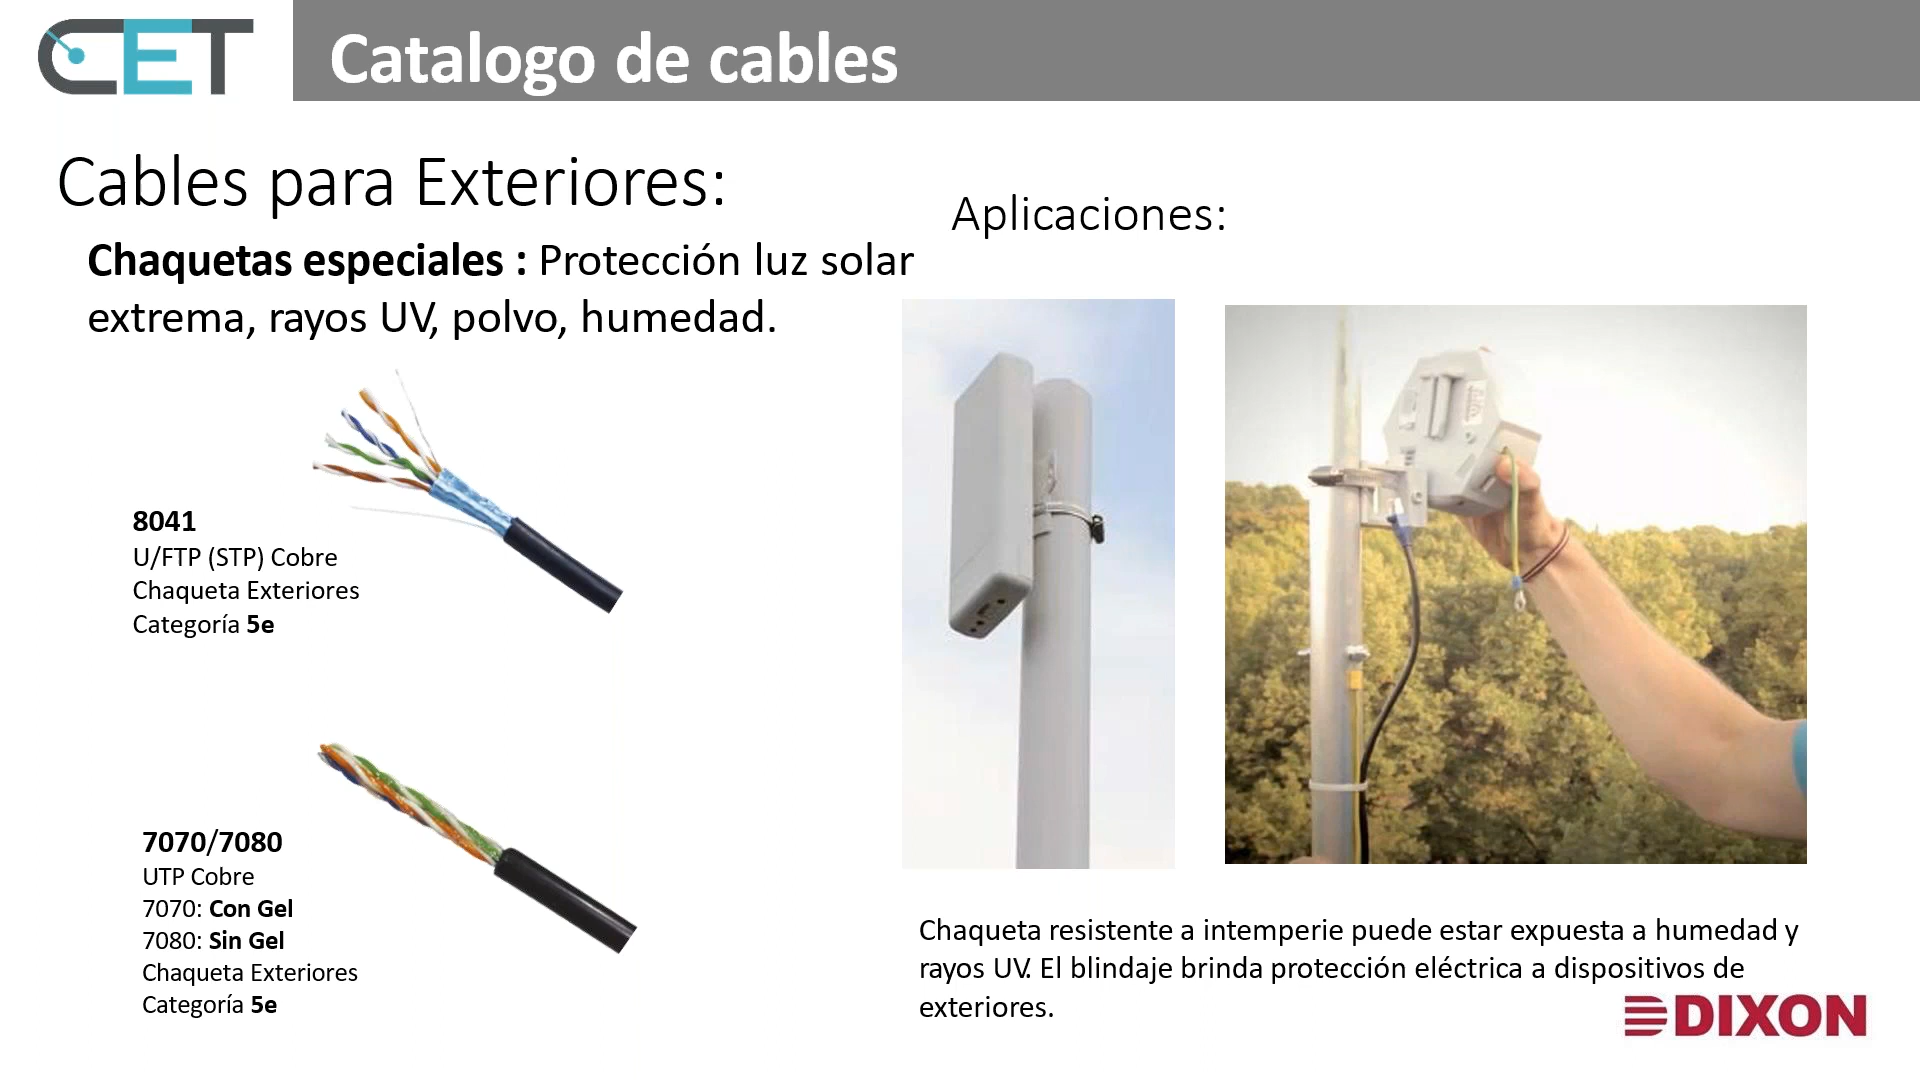 CET
Catalogo de cables
Cables para Exteriores:
Chaquetas especiales : Protección luz solar
extrema, rayos UV, polvo, humedad.
8041
U/FTP (STP) Cobre
Chaqueta Exteriores
Categoría 5e
7070/7080
UTP Cobre
7070: Con Gel
7080: Sin Gel
Chaqueta Exteriores
Categoría 5e
Aplicaciones:
Chaqueta resistente a intemperie puede estar expuesta a humedad y
rayos UV. El blindaje brinda protección eléctrica a dispositivos de
exteriores.
DIXON